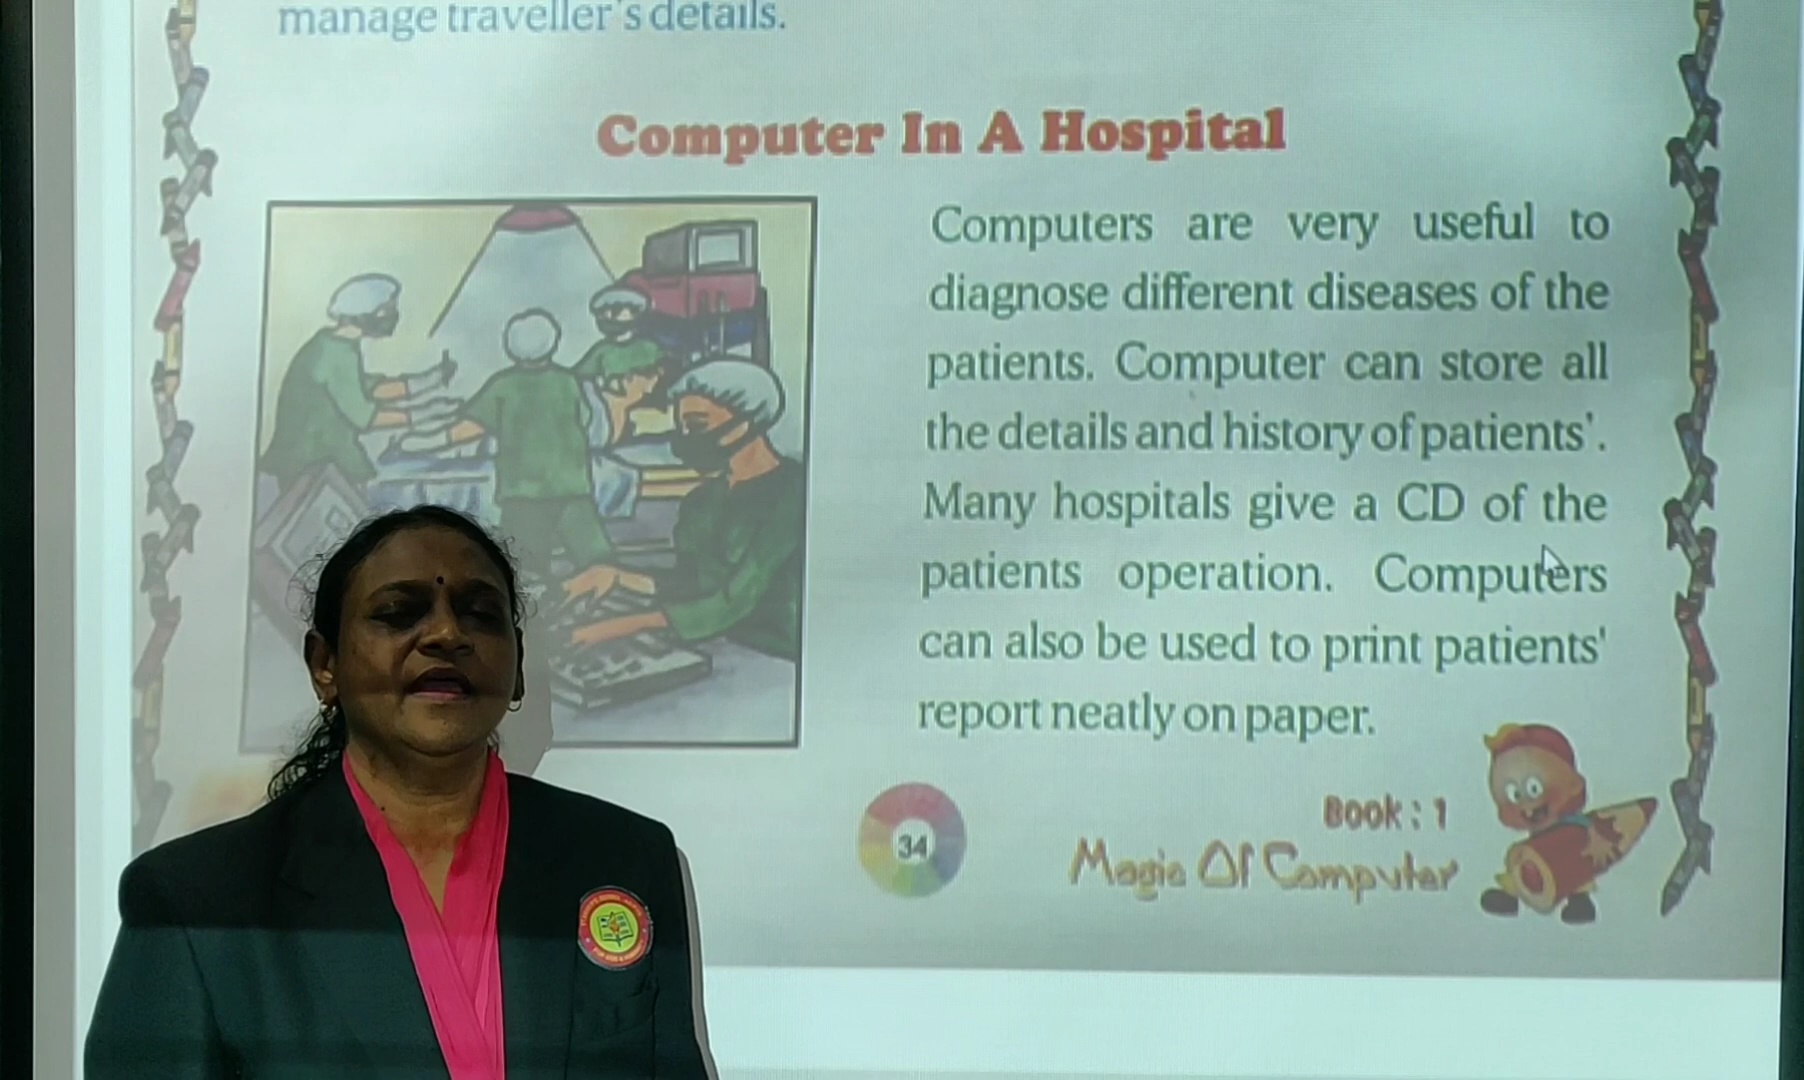 manage traveller's details.
Computer In A Hospital
Computers are very useful to
diagnose different diseases of the
patients. Computer can store all
the details and history of patients'.
Many hospitals give a CD of the
patients operation. Computers
can also be used to print patients'
report neatly on paper.
34
Book : 1
Magic Of Computer